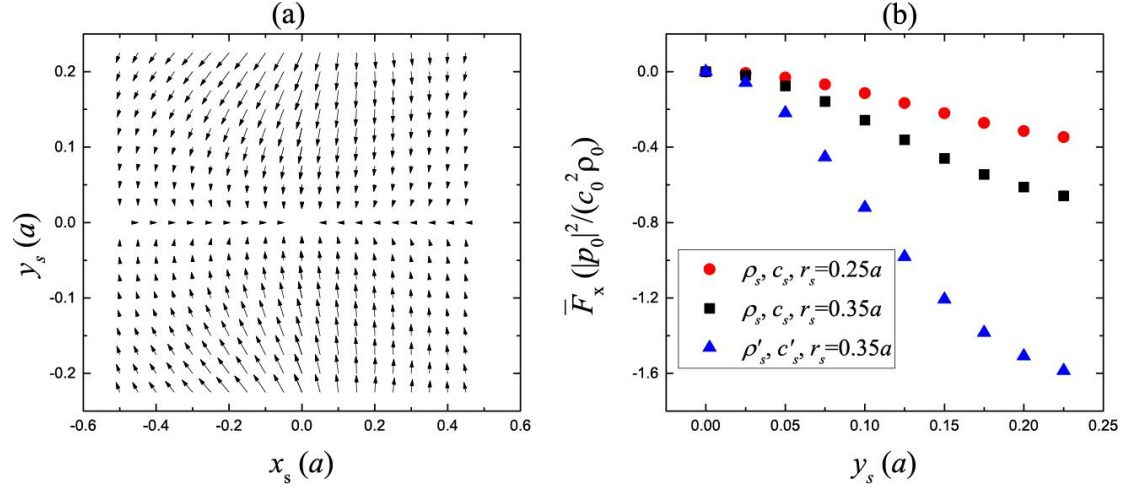 (a)
0.2
0.1
0.0
-0.1
-0.2
-0.6 -0.4 -0.2 0.0 0.2 0.4 0.6
y_s (a)
x_s (a)
(b)
0.0
-0.4
-0.8
-1.2
-1.6
0.00 0.05 0.10 0.15 0.20 0.25
F̅_x (|p_0|^2/(c_0^2 ρ_0)
ρ_s, c_s, r_s=0.25a
ρ_s, c_s, r_s=0.35a
ρ'_s, c'_s, r_s=0.35a
y_s (a)